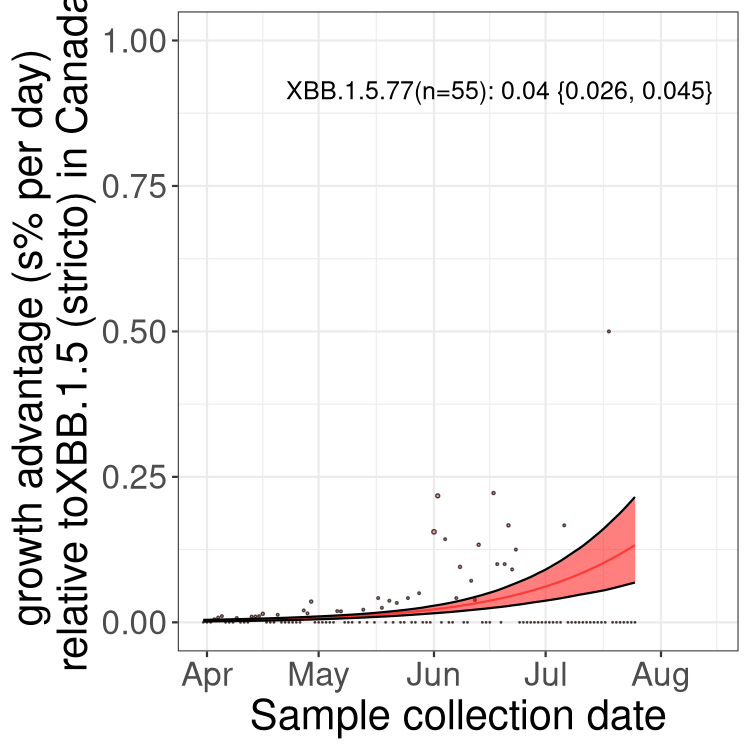 growth advantage (s% per day)
relative toXBB.1.5 (stricto) in Canada
1.00
0.75
0.50
0.25
0.00
XBB.1.5.77(n=55): 0.04 {0.026, 0.045}
Apr May Jun Jul Aug
Sample collection date